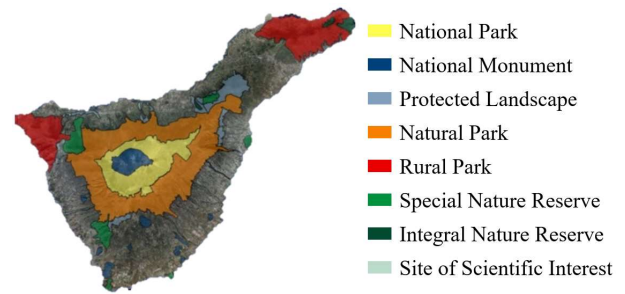 National Park
National Monument
Protected Landscape
Natural Park
Rural Park
Special Nature Reserve
Integral Nature Reserve
Site of Scientific Interest